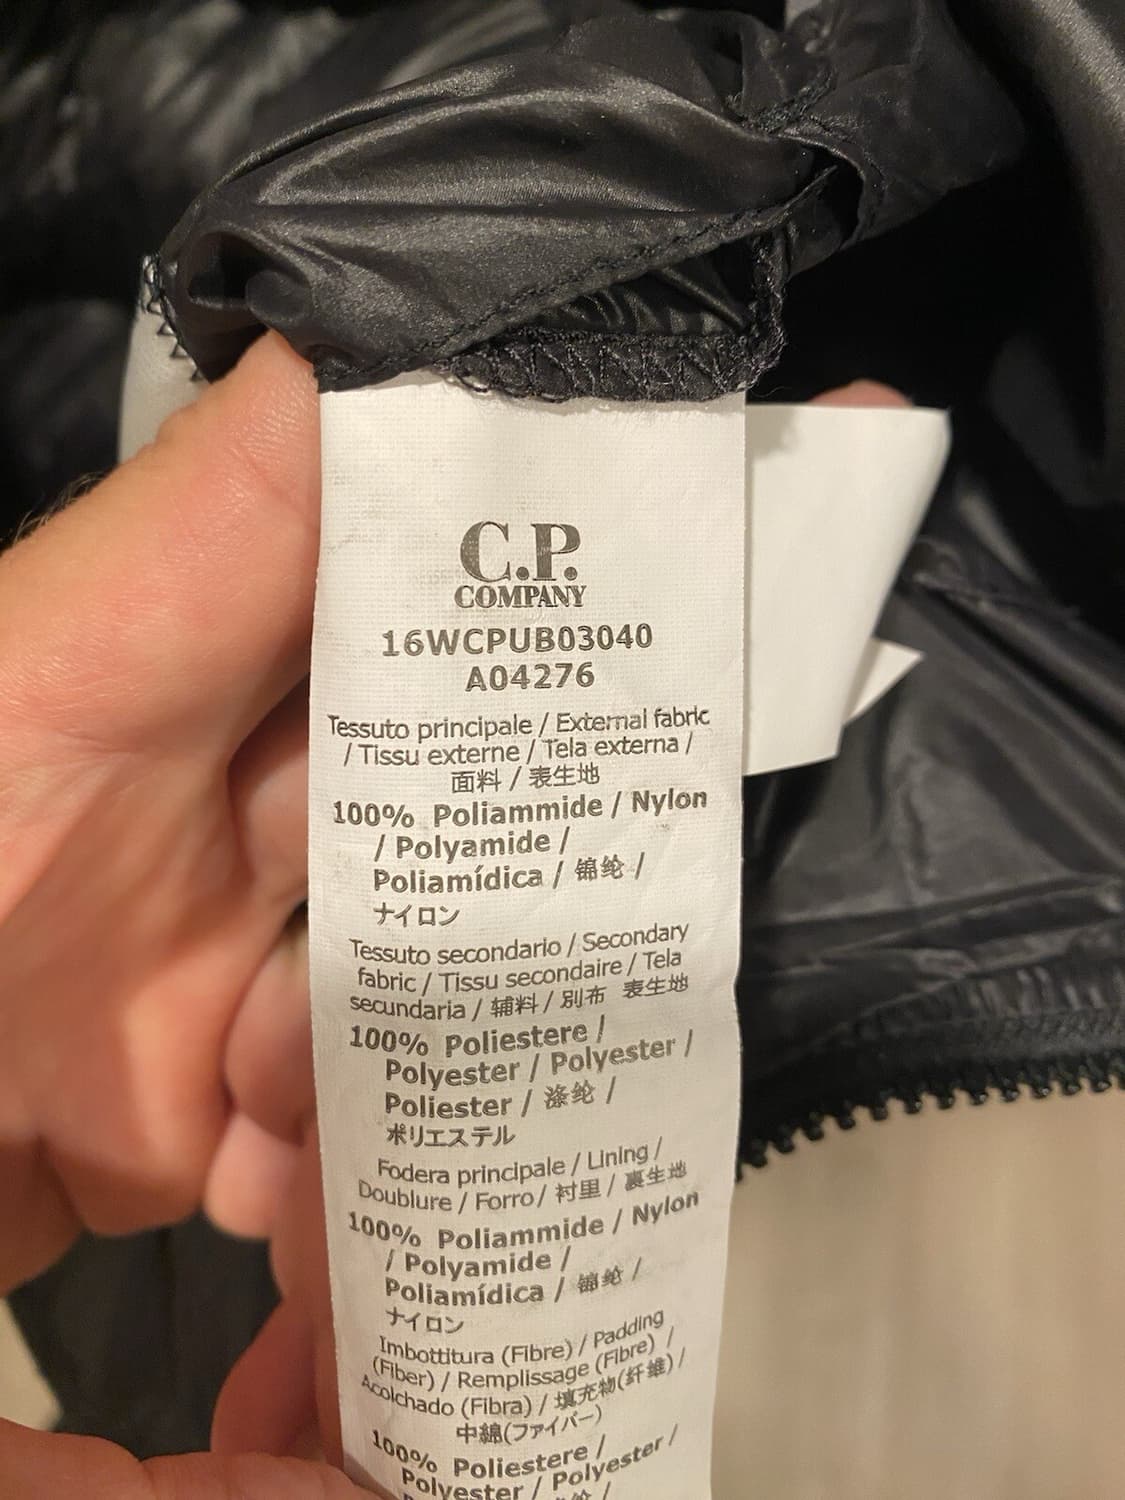 C.P.
COMPANY
16WCPUB03040
A04276
Tessuto principale / External fabric
/ Tissu externe / Tela externa /
面料 / 表生地
100% Poliammide / Nylon
/ Polyamide /
Poliamídica / 锦纶 /
ナイロン
Tessuto secondario / Secondary
fabric / Tissu secondaire / Tela
secundaria / 辅料 / 別布 表生地
100% Poliestere /
Polyester / Polyester /
Poliester / 涤纶 /
ポリエステル
Fodera principale / Lining /
Doublure / Forro / 衬里 / 裏生地
100% Poliammide / Nylon
/ Polyamide /
Poliamídica / 锦纶 /
ナイロン
Imbottitura (Fibre) / Padding
(Fiber) / Remplissage (Fibre) /
Acolchado (Fibra) / 填充物(纤维) /
中綿(ファイバー)
100% Poliestere /
Polyester / Polyester /